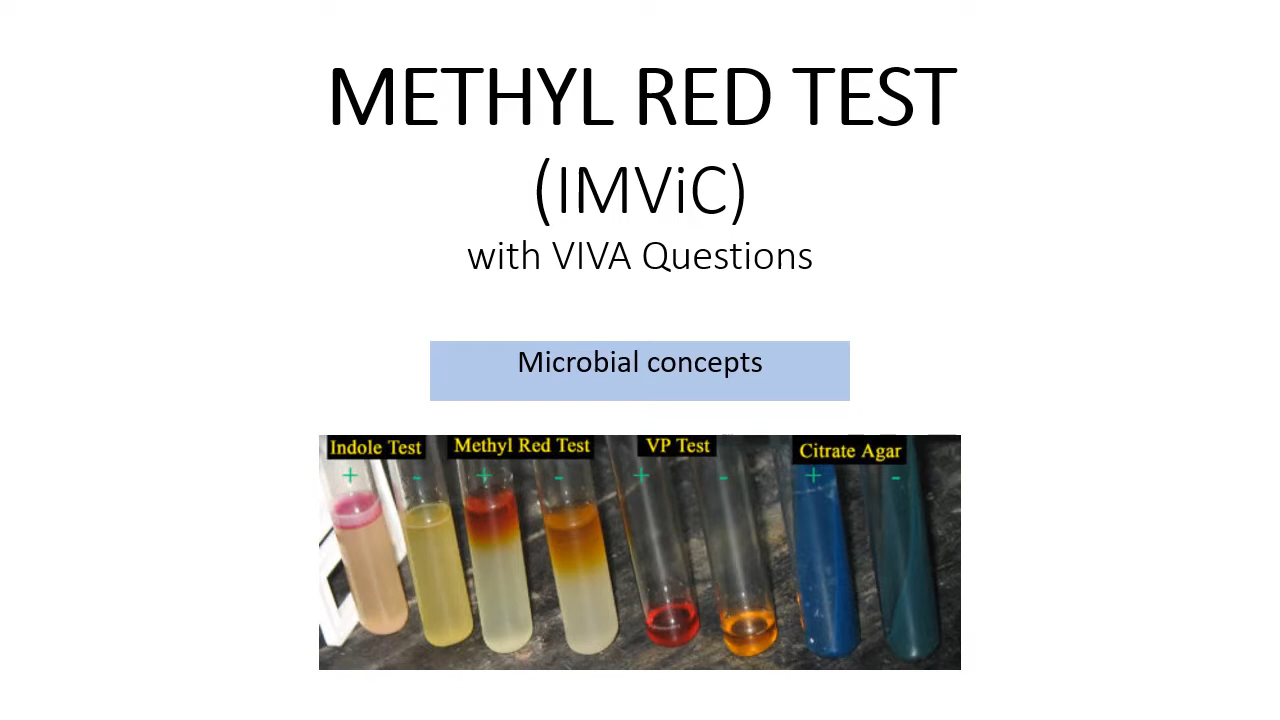 METHYL RED TEST
(IMViC)
with VIVA Questions
Microbial concepts
Indole Test Methyl Red Test VP Test Citrate Agar
+ - + - + - + -